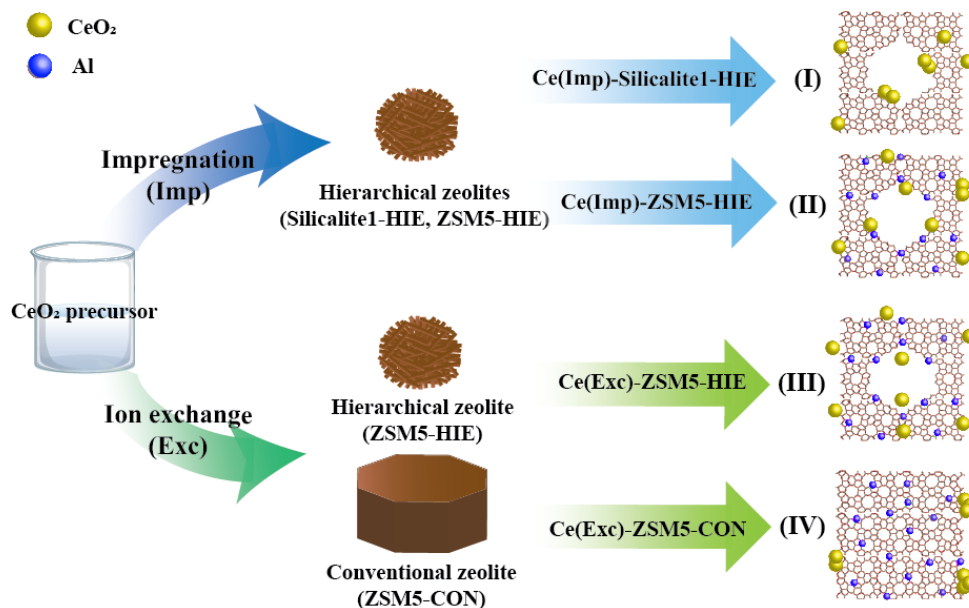 CeO₂
Al
Impregnation
(Imp)
CeO₂ precursor
Ion exchange
(Exc)
Hierarchical zeolites
(Silicalite1-HIE, ZSM5-HIE)
Hierarchical zeolite
(ZSM5-HIE)
Conventional zeolite
(ZSM5-CON)
Ce(Imp)-Silicalite1-HIE
(I)
Ce(Imp)-ZSM5-HIE
(II)
Ce(Exc)-ZSM5-HIE
(III)
Ce(Exc)-ZSM5-CON
(IV)